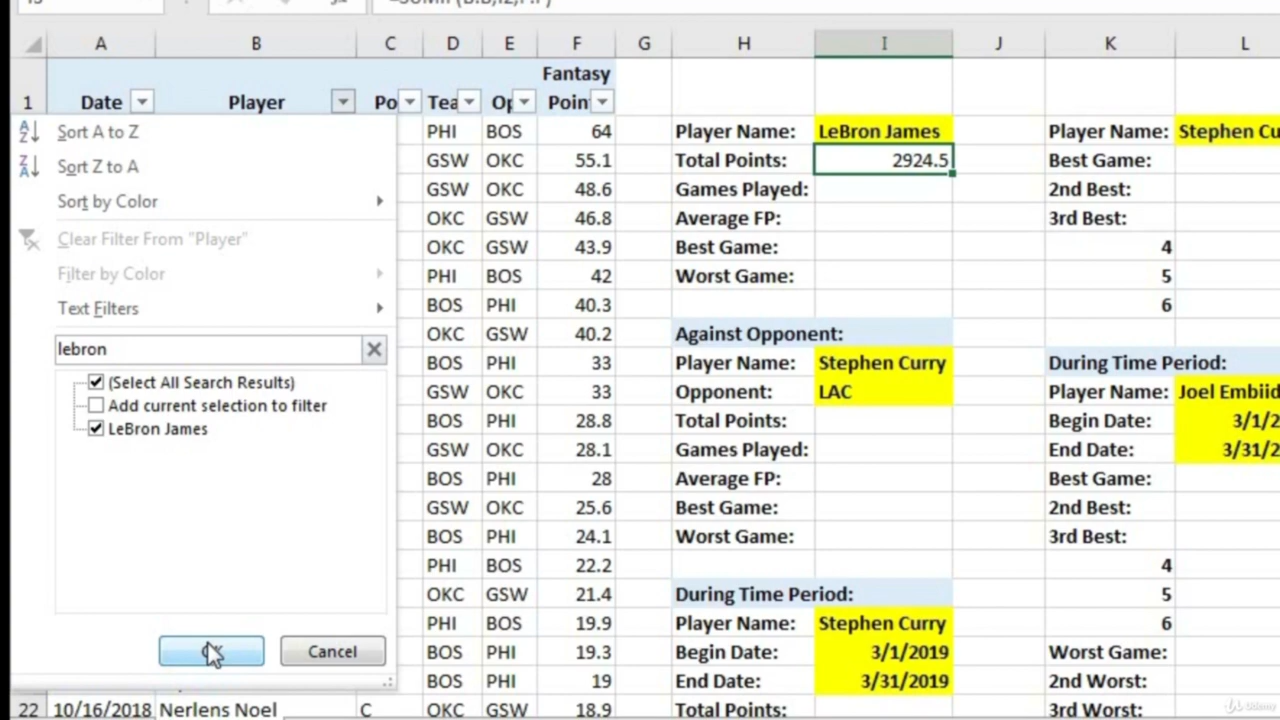 =SUMIF(B:B,I2,F:F)
A B C D E F G H I J K L
Fantasy
1 Date Player Po Tea Op Poin
Sort A to Z PHI BOS 64 Player Name: LeBron James Player Name: Stephen Cu
Sort Z to A GSW OKC 55.1 Total Points: 2924.5 Best Game:
GSW OKC 48.6 Games Played: 2nd Best:
Sort by Color OKC GSW 46.8 Average FP: 3rd Best:
Clear Filter From "Player" OKC GSW 43.9 Best Game: 4
Filter by Color PHI BOS 42 Worst Game: 5
Text Filters BOS PHI 40.3 6
OKC GSW 40.2 Against Opponent:
lebron BOS PHI 33 Player Name: Stephen Curry During Time Period:
(Select All Search Results) GSW OKC 33 Opponent: LAC Player Name: Joel Embiid
Add current selection to filter BOS PHI 28.8 Total Points: Begin Date: 3/1/2
LeBron James GSW OKC 28.1 Games Played: End Date: 3/31/2
BOS PHI 28 Average FP: Best Game:
GSW OKC 25.6 Best Game: 2nd Best:
BOS PHI 24.1 Worst Game: 3rd Best:
PHI BOS 22.2 4
OKC GSW 21.4 During Time Period: 5
PHI BOS 19.9 Player Name: Stephen Curry 6
Cancel BOS PHI 19.3 Begin Date: 3/1/2019 Worst Game:
BOS PHI 19 End Date: 3/31/2019 2nd Worst:
22 10/16/2018 Nerlens Noel C OKC GSW 18.9 Total Points: 3rd Worst:
Udemy